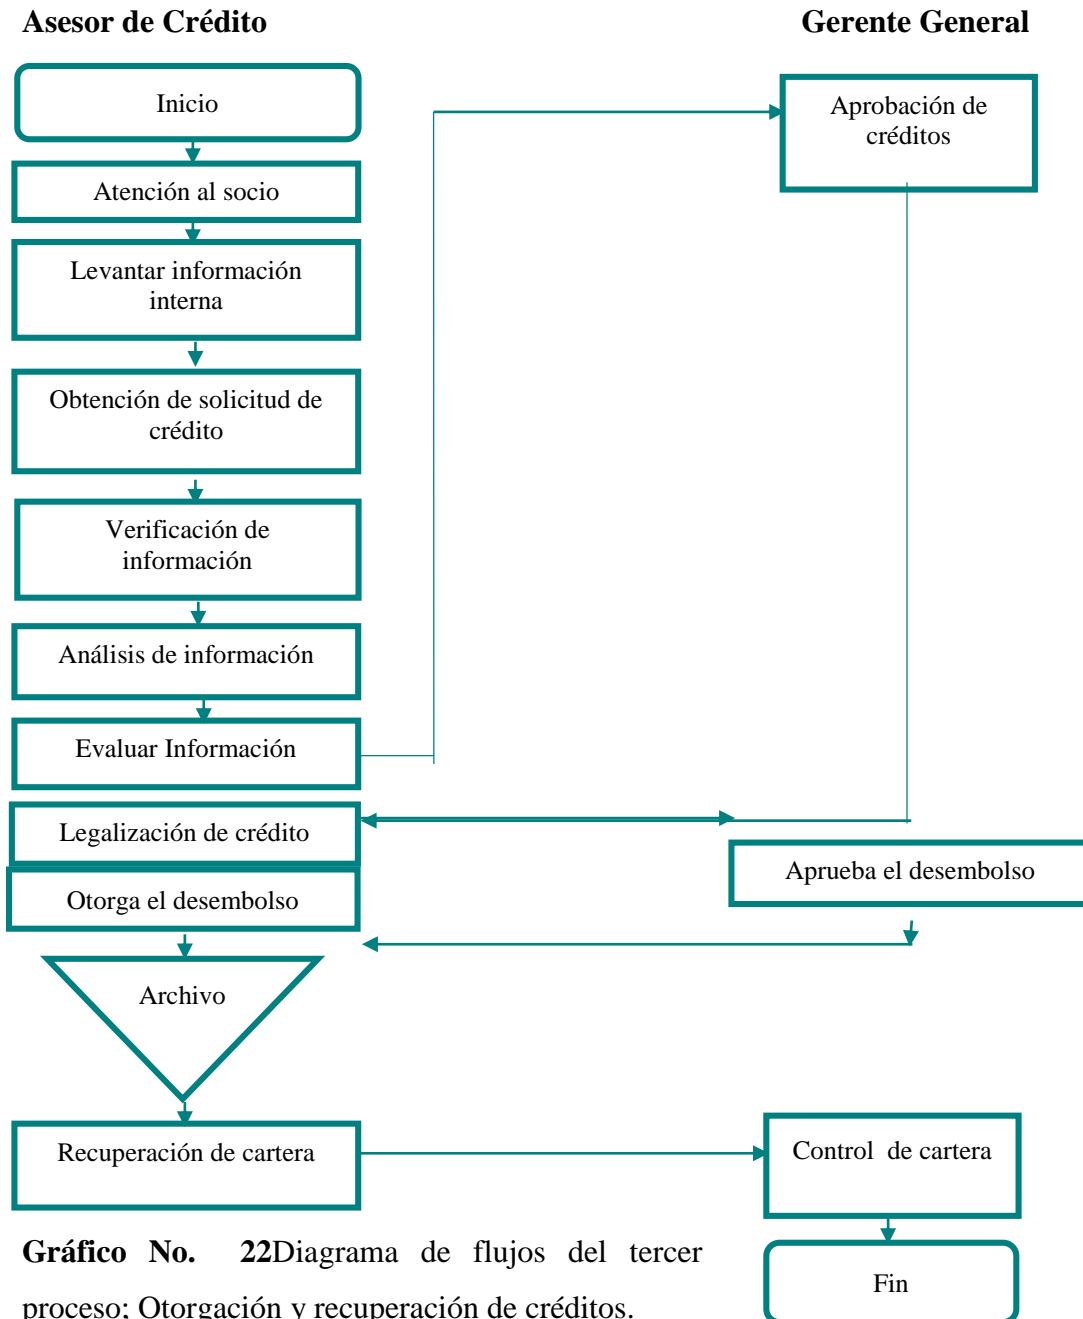 Asesor de Crédito
Gerente General
Inicio
Aprobación de
créditos
Atención al socio
Levantar información
interna
Obtención de solicitud de
crédito
Verificación de
información
Análisis de información
Evaluar Información
Legalización de crédito
Aprueba el desembolso
Otorga el desembolso
Archivo
Recuperación de cartera
Control de cartera
Gráfico No. 22Diagrama de flujos del tercer
proceso; Otorgación y recuperación de créditos.
Fin